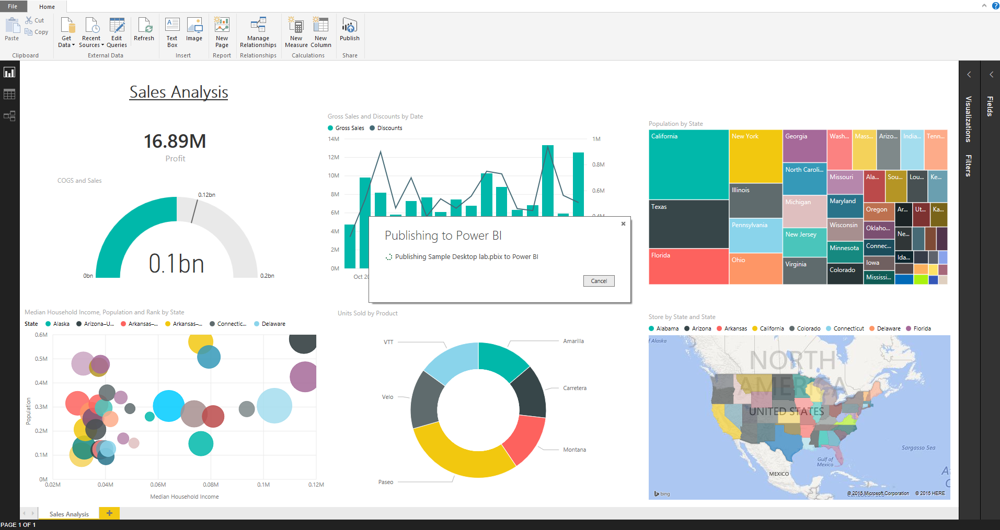 File
Home
Paste
Cut
Copy
Clipboard
Get Data
Recent Sources
Edit Queries
Refresh
External Data
Text Box
Image
Insert
New Page
Report
Manage Relationships
Relationships
New Measure
New Column
Calculations
Publish
Share
Visualizations
Filters
Fields
Sales Analysis
16.89M
Profit
COGS and Sales
0.12bn
0.1bn
0bn
0.2bn
Gross Sales and Discounts by Date
Gross Sales Discounts
14M
12M
10M
8M
6M
4M
2M
0M
1M
0.8M
0.6M
0.4M
Oct 20
Publishing to Power BI
Publishing Sample Desktop lab.pbix to Power BI
Cancel
Population by State
California
Texas
Florida
New York
Illinois
Pennsylvania
Ohio
Georgia
North Caroli...
Michigan
New Jersey
Virginia
Wash...
Mass...
Arizo...
India...
Tenn...
Missouri
Maryland
Wisconsin
Minnesota
Colorado
Ala...
Sou...
Lou...
Ke...
Oregon
Oklaho...
Connec...
Iowa
Mississi...
Ar...
Ut...
Ka...
Ne...
Ida...
Median Household Income, Population and Rank by State
State Alaska Arizona–U... Arkansas–... Arkansas–... Connectic... Delaware
Population
0.6M
0.5M
0.4M
0.3M
0.2M
0.1M
0M
0.02M 0.04M 0.06M 0.08M 0.1M 0.12M
Median Household Income
Units Sold by Product
VTT
Amarilla
Velo
Carretera
Montana
Paseo
Store by State and State
Alabama Arizona Arkansas California Colorado Connecticut Delaware Florida
f Alaska
NORTH
AMERICA
UNITED STATES
Sargasso Sea
Gulf of
Mexico
MEXICO
bing
© 2015 Microsoft Corporation © 2015 HERE
Sales Analysis
PAGE 1 OF 1